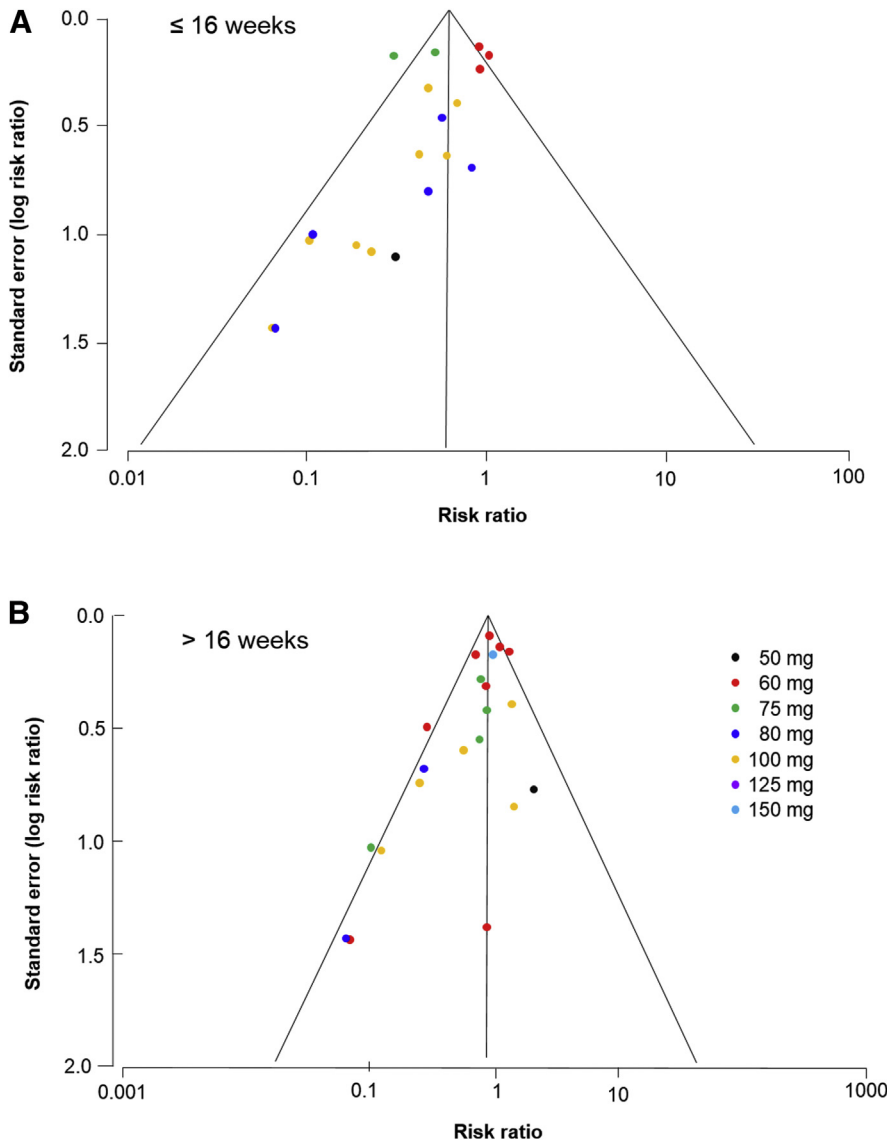 A
≤ 16 weeks
0.0
0.5
1.0
1.5
2.0
Standard error (log risk ratio)
0.01
0.1
1
10
100
Risk ratio
B
> 16 weeks
0.0
0.5
1.0
1.5
2.0
Standard error (log risk ratio)
50 mg
60 mg
75 mg
80 mg
100 mg
125 mg
150 mg
0.001
0.1
1
10
1000
Risk ratio